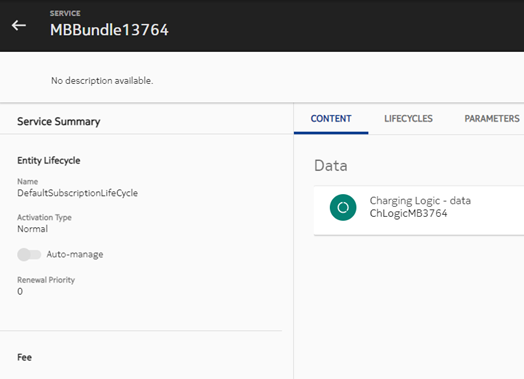 SERVICE
MBBundle13764
No description available.
Service Summary
CONTENT
LIFECYCLES
PARAMETERS
Entity Lifecycle
Name
DefaultSubscriptionLifeCycle
Activation Type
Normal
Auto-manage
Renewal Priority
0
Fee
Data
Charging Logic - data
ChLogicMB3764